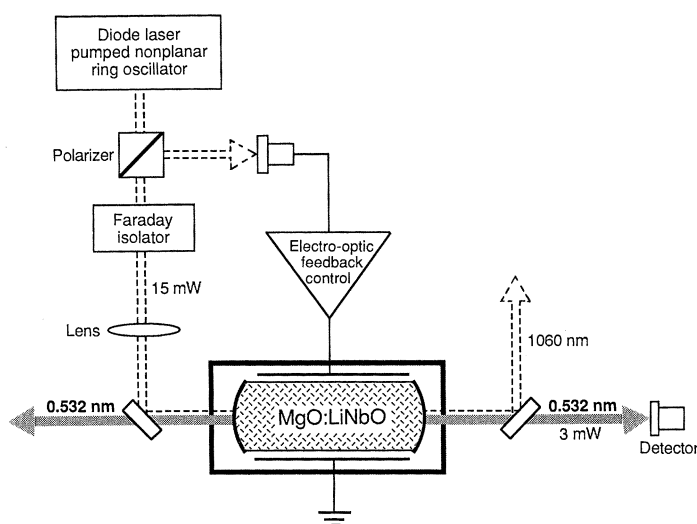 Diode laser
pumped nonplanar
ring oscillator
Polarizer
Faraday
isolator
Electro-optic
feedback
control
15 mW
Lens
1060 nm
0.532 nm
MgO:LiNbO
0.532 nm
3 mW
Detector